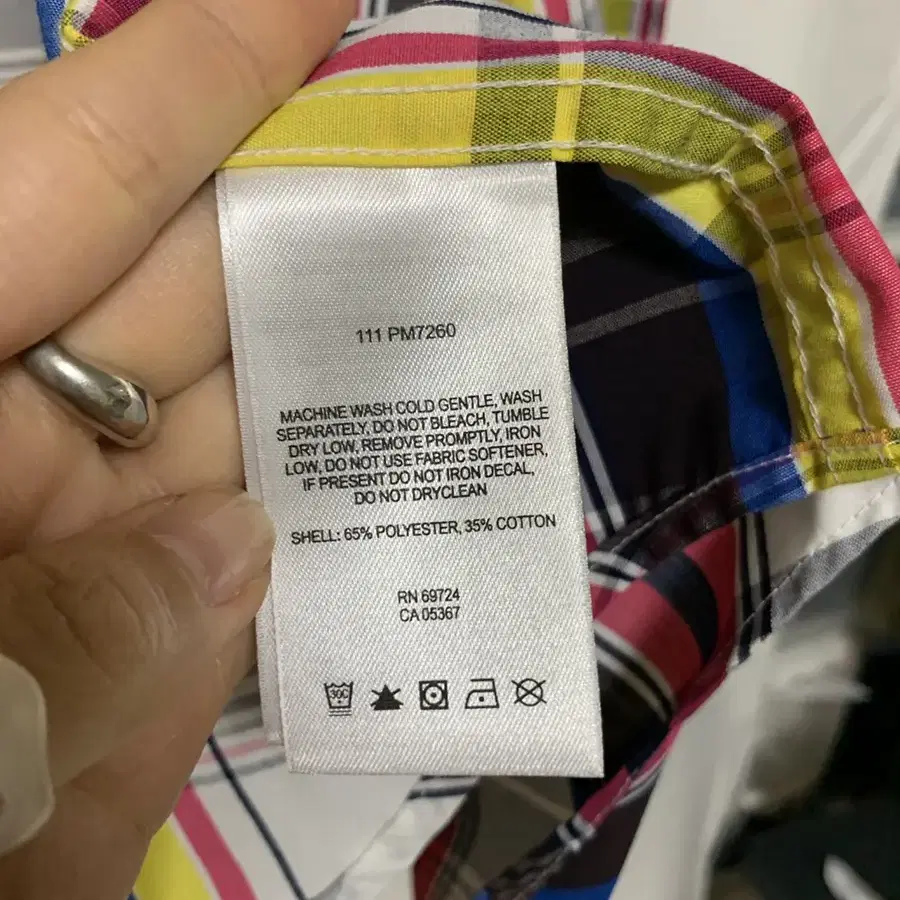 111 PM7260
MACHINE WASH COLD GENTLE, WASH
SEPARATELY, DO NOT BLEACH, TUMBLE
DRY LOW, REMOVE PROMPTLY, IRON
LOW, DO NOT USE FABRIC SOFTENER,
IF PRESENT DO NOT IRON DECAL,
DO NOT DRYCLEAN
SHELL: 65% POLYESTER, 35% COTTON
RN 69724
CA 05367
30C